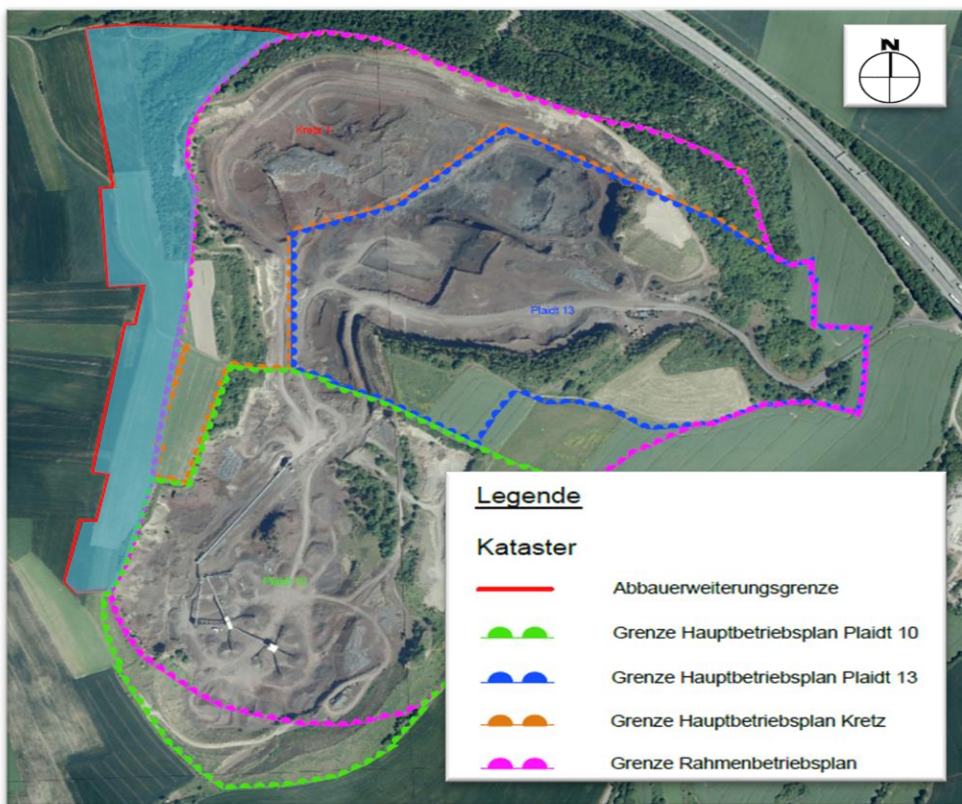 N
Kretz 1
Plaidt 13
Plaidt 10
Legende
Kataster
Abbauerweiterungsgrenze
Grenze Hauptbetriebsplan Plaidt 10
Grenze Hauptbetriebsplan Plaidt 13
Grenze Hauptbetriebsplan Kretz
Grenze Rahmenbetriebsplan